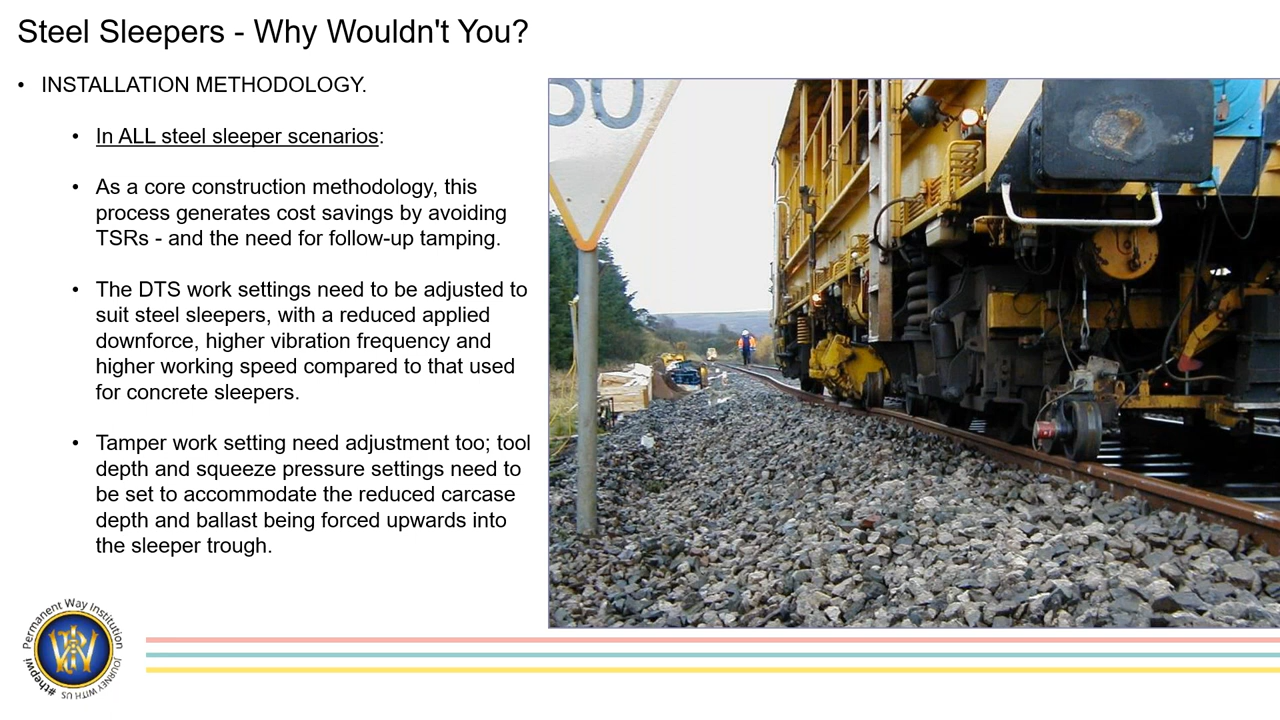 Steel Sleepers - Why Wouldn't You?
• INSTALLATION METHODOLOGY.
• In ALL steel sleeper scenarios:
• As a core construction methodology, this
process generates cost savings by avoiding
TSRs - and the need for follow-up tamping.
• The DTS work settings need to be adjusted to
suit steel sleepers, with a reduced applied
downforce, higher vibration frequency and
higher working speed compared to that used
for concrete sleepers.
• Tamper work setting need adjustment too; tool
depth and squeeze pressure settings need to
be set to accommodate the reduced carcase
depth and ballast being forced upwards into
the sleeper trough.
Permanent Way Institution
#thepwi
JOURNEY WITH US